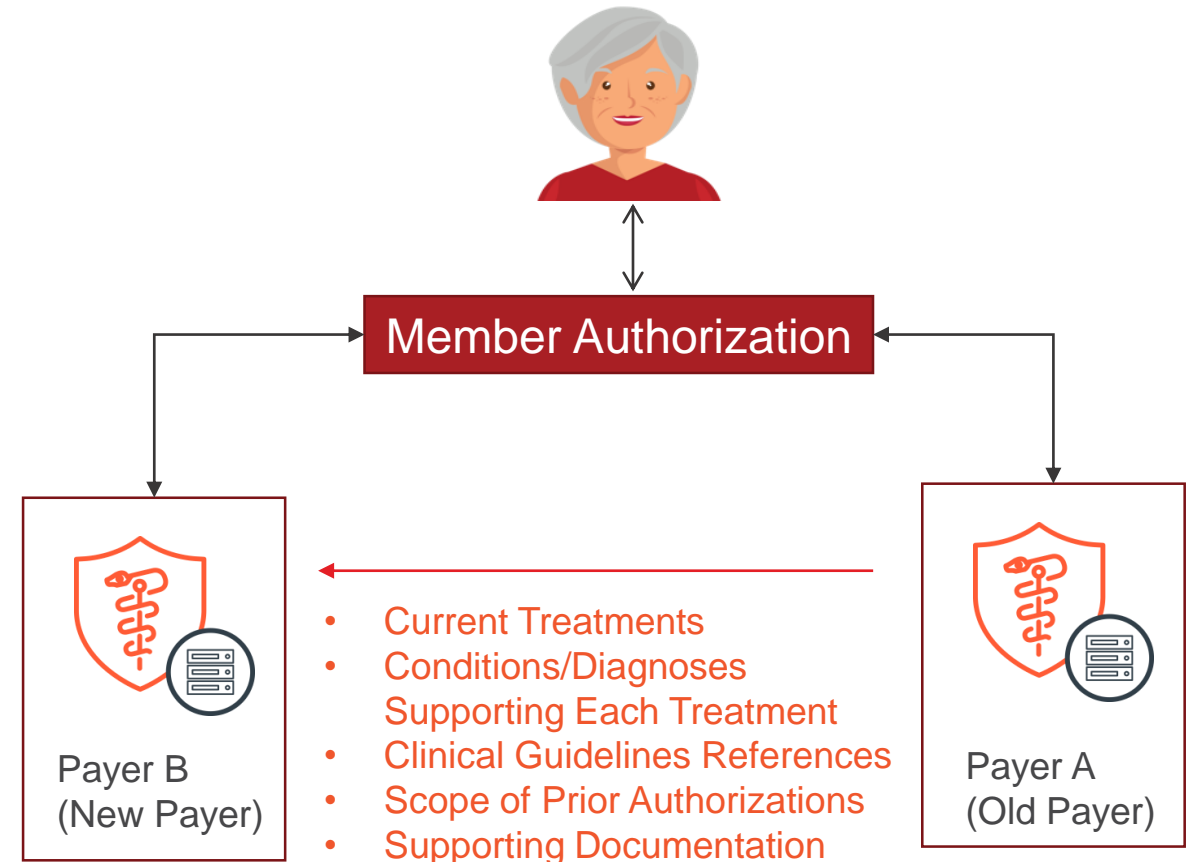 Member Authorization
• Current Treatments
• Conditions/Diagnoses
Supporting Each Treatment
• Clinical Guidelines References
• Scope of Prior Authorizations
• Supporting Documentation
Payer B
(New Payer)
Payer A
(Old Payer)